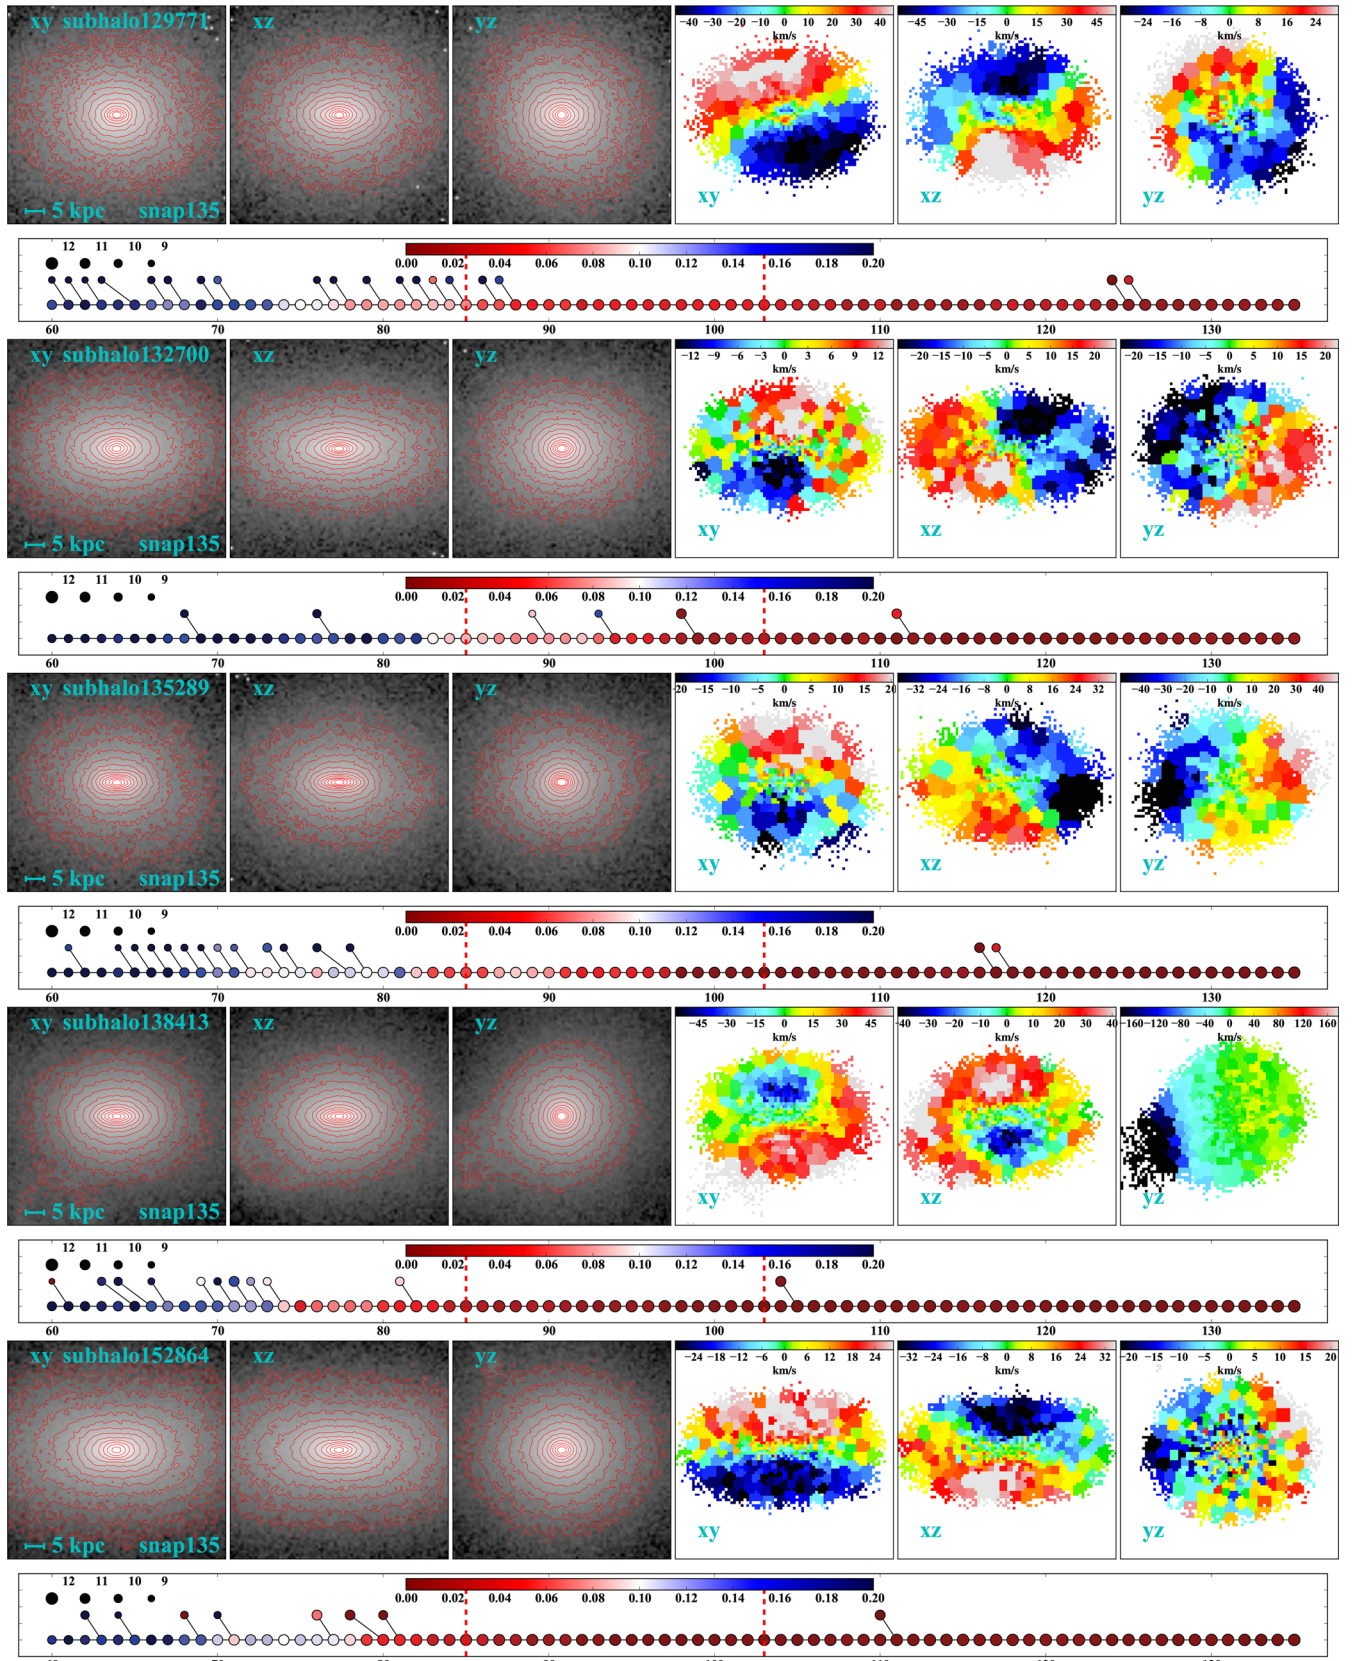 xy subhalo129771 xz yz
−40 −30 −20 −10 0 10 20 30 40 −45 −30 −15 0 15 30 45 −24 −16 −8 0 8 16 24
km/s km/s km/s
5 kpc snap135 xy xz yz
12 11 10 9
0.00 0.02 0.04 0.06 0.08 0.10 0.12 0.14 0.16 0.18 0.20
60 70 80 90 100 110 120 130
xy subhalo132700 xz yz
−12 −9 −6 −3 0 3 6 9 12 −20 −15 −10 −5 0 5 10 15 20 −20 −15 −10 −5 0 5 10 15 20
km/s km/s km/s
5 kpc snap135 xy xz yz
12 11 10 9
0.00 0.02 0.04 0.06 0.08 0.10 0.12 0.14 0.16 0.18 0.20
60 70 80 90 100 110 120 130
xy subhalo135289 xz yz
−20 −15 −10 −5 0 5 10 15 20 −32 −24 −16 −8 0 8 16 24 32 −40 −30 −20 −10 0 10 20 30 40
km/s km/s km/s
5 kpc snap135 xy xz yz
12 11 10 9
0.00 0.02 0.04 0.06 0.08 0.10 0.12 0.14 0.16 0.18 0.20
60 70 80 90 100 110 120 130
xy subhalo138413 xz yz
−45 −30 −15 0 15 30 45 −40 −30 −20 −10 0 10 20 30 40 −160 −120 −80 −40 0 40 80 120 160
km/s km/s km/s
5 kpc snap135 xy xz yz
12 11 10 9
0.00 0.02 0.04 0.06 0.08 0.10 0.12 0.14 0.16 0.18 0.20
60 70 80 90 100 110 120 130
xy subhalo152864 xz yz
−24 −18 −12 −6 0 6 12 18 24 −32 −24 −16 −8 0 8 16 24 32 −20 −15 −10 −5 0 5 10 15 20
km/s km/s km/s
5 kpc snap135 xy xz yz
12 11 10 9
0.00 0.02 0.04 0.06 0.08 0.10 0.12 0.14 0.16 0.18 0.20